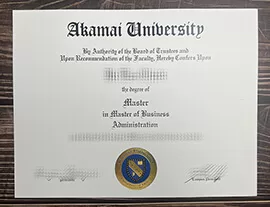 Akamai University
By Authority of the Board of Trustees and
Upon Recommendation of the Faculty, Hereby Confers Upon
the degree of
Master
in Master of Business
Administration